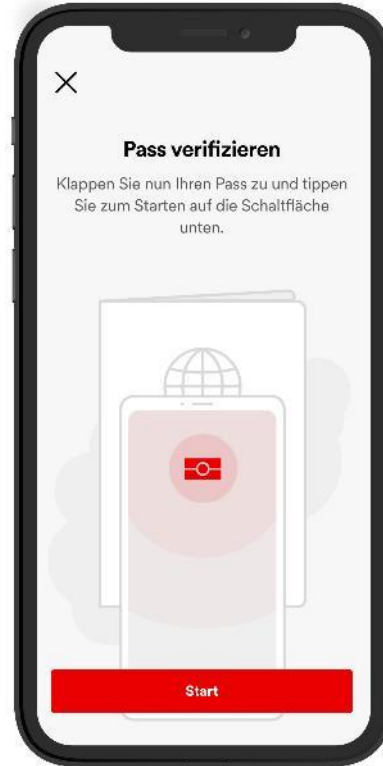 Pass verifizieren
Klappen Sie nun Ihren Pass zu und tippen
Sie zum Starten auf die Schaltfläche
unten.
Start